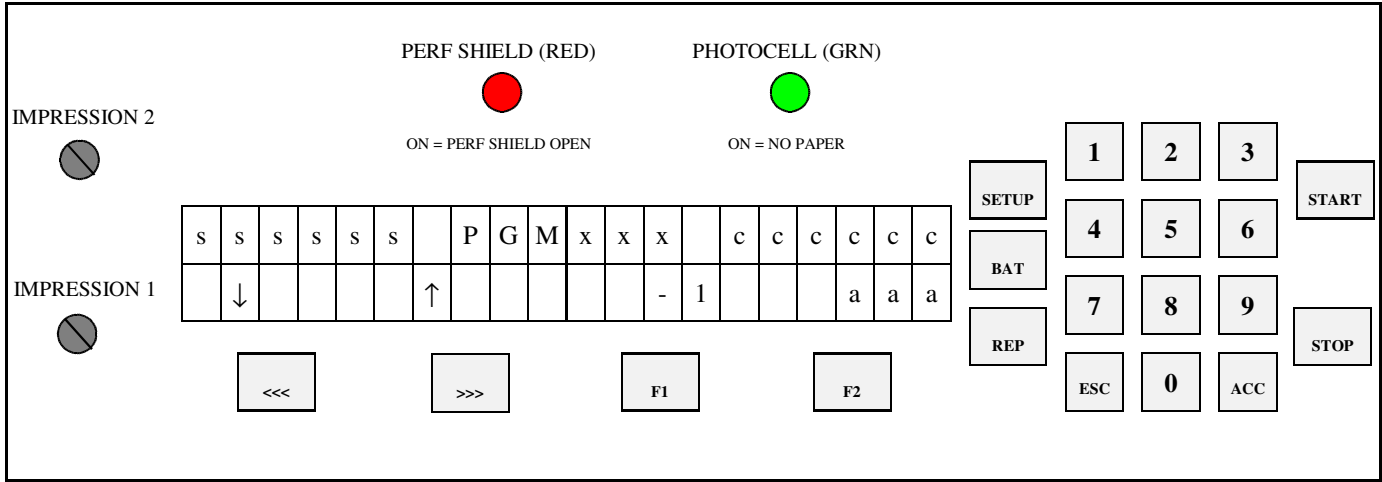 PERF SHIELD (RED) PHOTOCELL (GRN)
IMPRESSION 2
ON = PERF SHIELD OPEN ON = NO PAPER
1 2 3
SETUP START
s s s s s s P G M x x x c c c c c c
4 5 6
BAT
IMPRESSION 1
↓ ↑ - 1 a a a
7 8 9
REP STOP
<<< >>> F1 F2
ESC 0 ACC